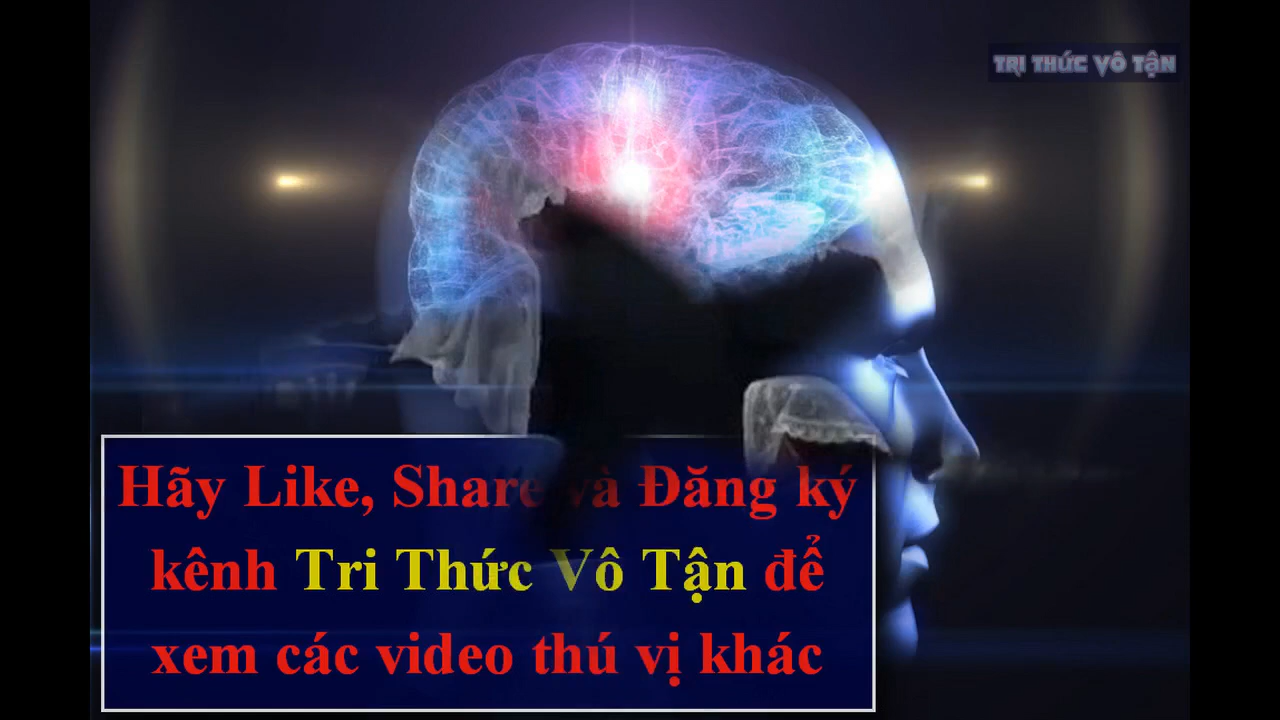 TRI THỨC VÔ TẬN
Hãy Like, Share và Đăng ký
kênh Tri Thức Vô Tận để
xem các video thú vị khác